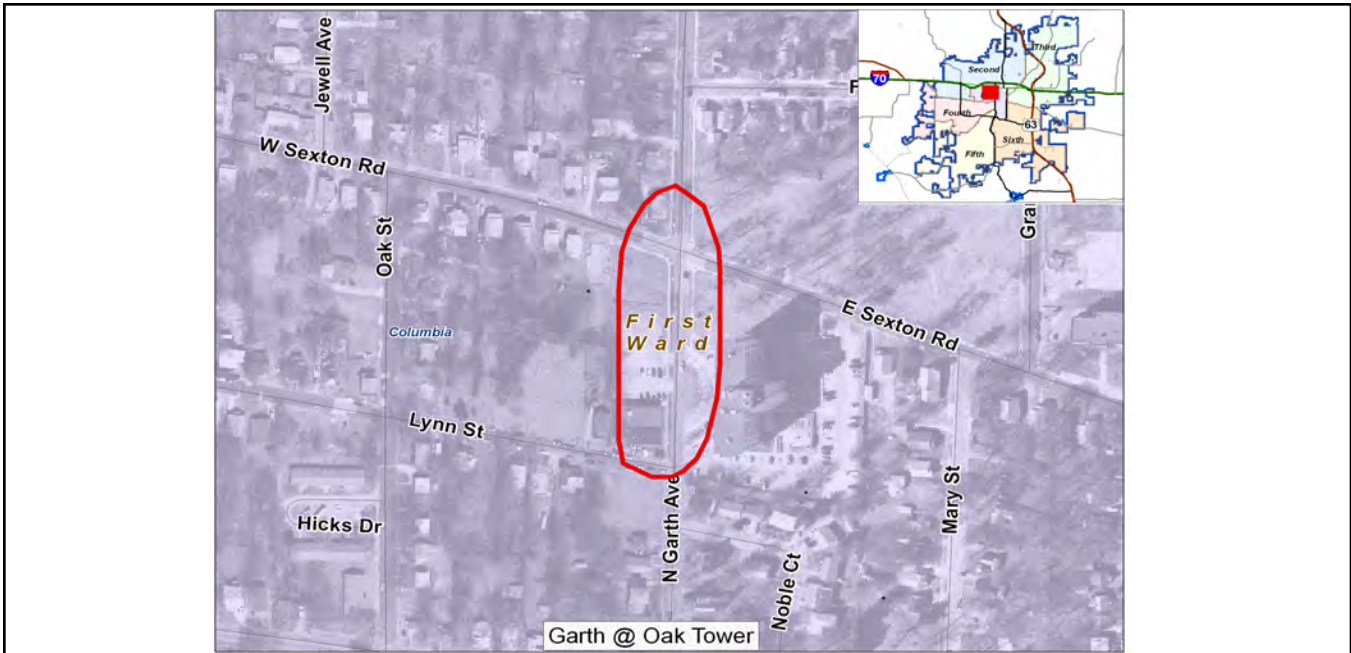 Jewell Ave
W Sexton Rd
Oak St
Columbia
First
Ward
E Sexton Rd
Lynn St
Hicks Dr
N Garth Ave
Noble Ct
Mary St
Gra
F
Garth @ Oak Tower
70
Second
Third
Fourth
63
Fifth
Sixth